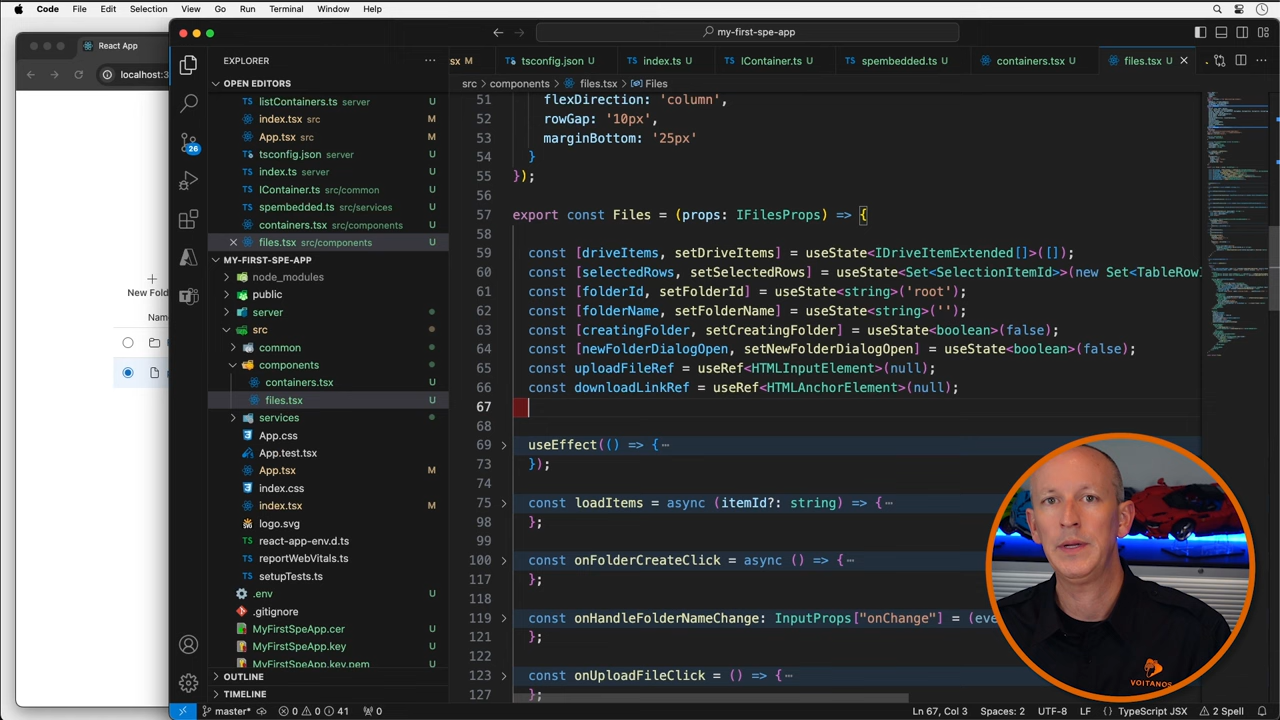 Code File Edit Selection View Go Run Terminal Window Help
React App
localhost:3
New Fold
Name
my-first-spe-app
EXPLORER
OPEN EDITORS
listContainers.ts server U
index.tsx src M
App.tsx src M
tsconfig.json server U
index.ts server U
IContainer.ts src/common U
spembedded.ts src/services U
containers.tsx src/components U
files.tsx src/components U
MY-FIRST-SPE-APP
node_modules
public
server
src
common
components
containers.tsx U
files.tsx U
services
App.css
App.test.tsx
App.tsx M
index.css
index.tsx M
logo.svg
react-app-env.d.ts
reportWebVitals.ts
setupTests.ts
.env U
.gitignore
MyFirstSpeApp.cer U
MyFirstSpeApp.key U
MyFirstSpeApp.key.pem U
OUTLINE
TIMELINE
26
sx M tsconfig.json U index.ts U IContainer.ts U spembedded.ts U containers.tsx U files.tsx U
src > components > files.tsx > Files
51 flexDirection: 'column',
52 rowGap: '10px',
53 marginBottom: '25px'
54 }
55 });
56
57 export const Files = (props: IFilesProps) => {
58
59 const [driveItems, setDriveItems] = useState<IDriveItemExtended[]>([]);
60 const [selectedRows, setSelectedRows] = useState<Set<SelectionItemId>>(new Set<TableRowI
61 const [folderId, setFolderId] = useState<string>('root');
62 const [folderName, setFolderName] = useState<string>('');
63 const [creatingFolder, setCreatingFolder] = useState<boolean>(false);
64 const [newFolderDialogOpen, setNewFolderDialogOpen] = useState<boolean>(false);
65 const uploadFileRef = useRef<HTMLInputElement>(null);
66 const downloadLinkRef = useRef<HTMLAnchorElement>(null);
67
68
69 useEffect(() => {⋯
73 });
74
75 const loadItems = async (itemId?: string) => {⋯
98 };
99
100 const onFolderCreateClick = async () => {⋯
117 };
118
119 const onHandleFolderNameChange: InputProps["onChange"] = (eve
121 };
122
123 const onUploadFileClick = () => {⋯
127 };
VOITANOS
master* 0 0 41 0 Ln 67, Col 3 Spaces: 2 UTF-8 LF {} TypeScript JSX 2 Spell